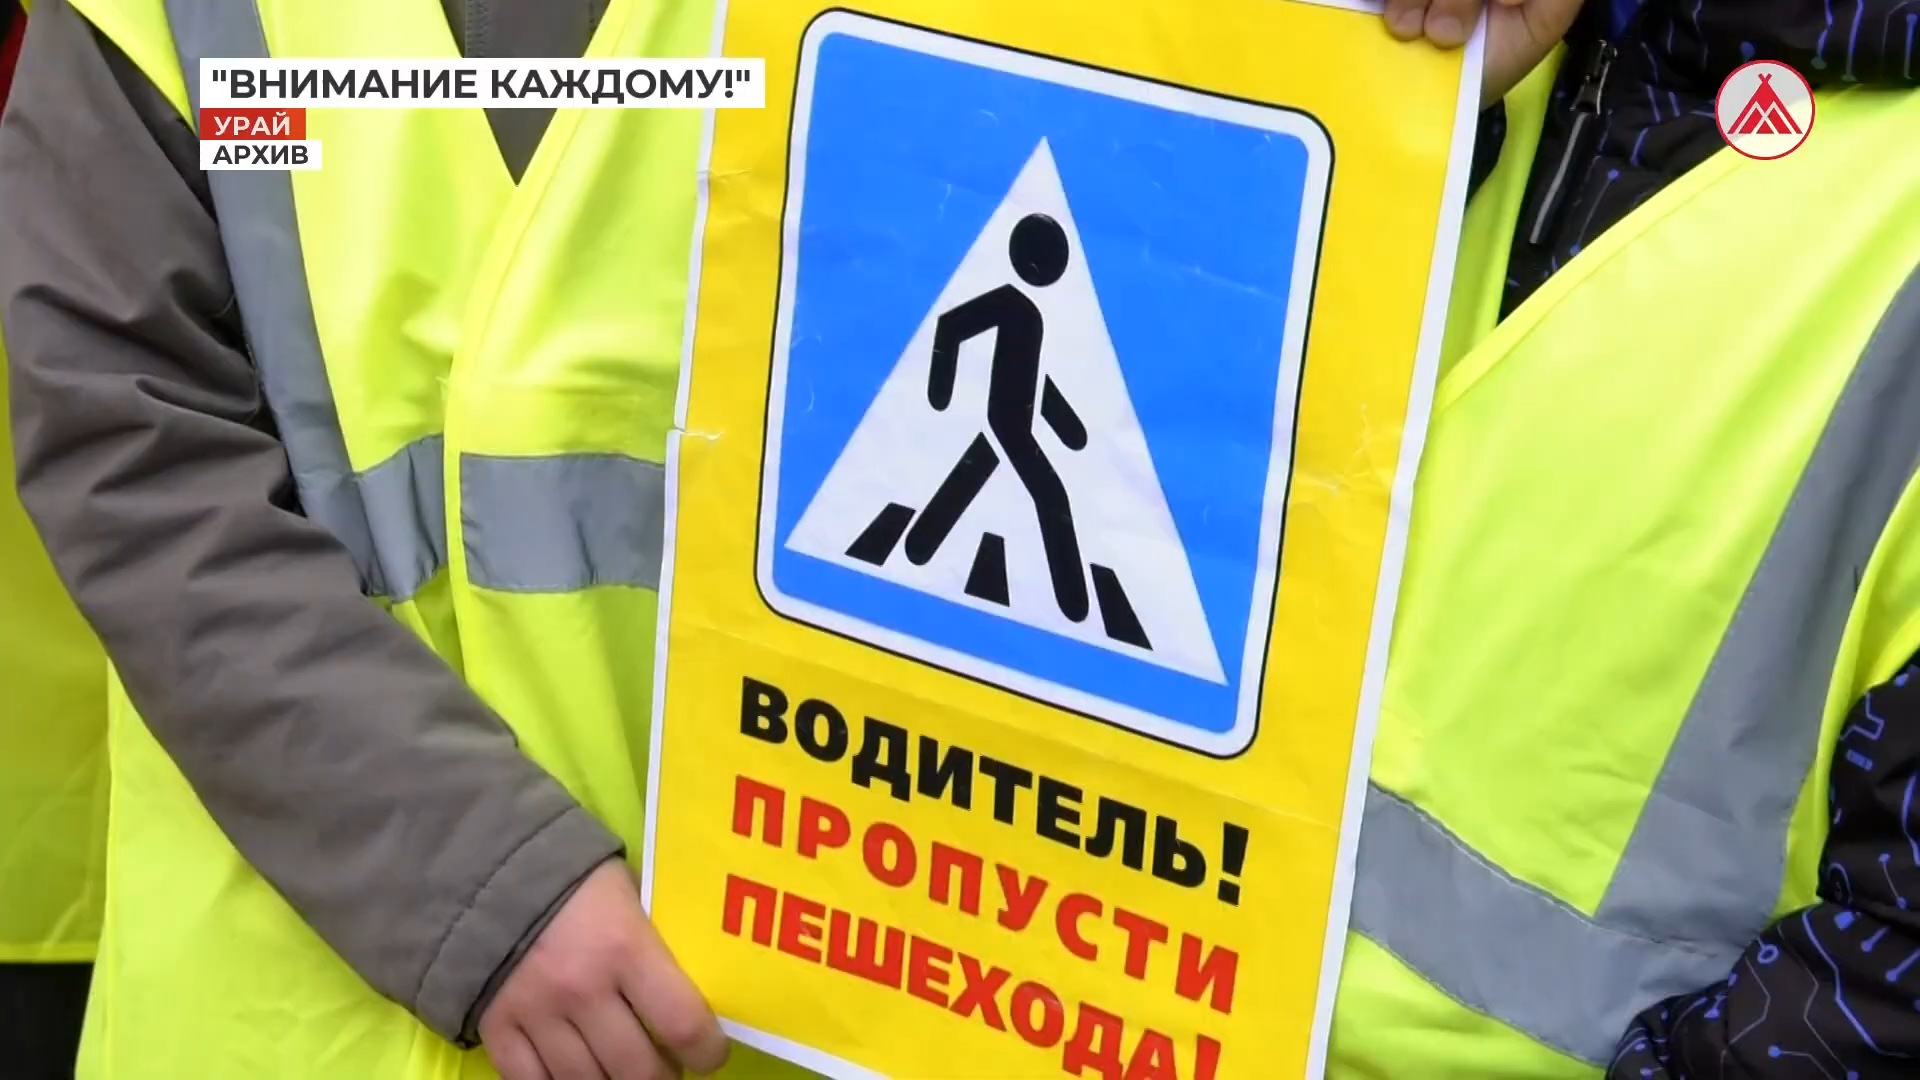 "ВНИМАНИЕ КАЖДОМУ!"
УРАЙ
АРХИВ
ВОДИТЕЛЬ!
ПРОПУСТИ
ПЕШЕХОДА!